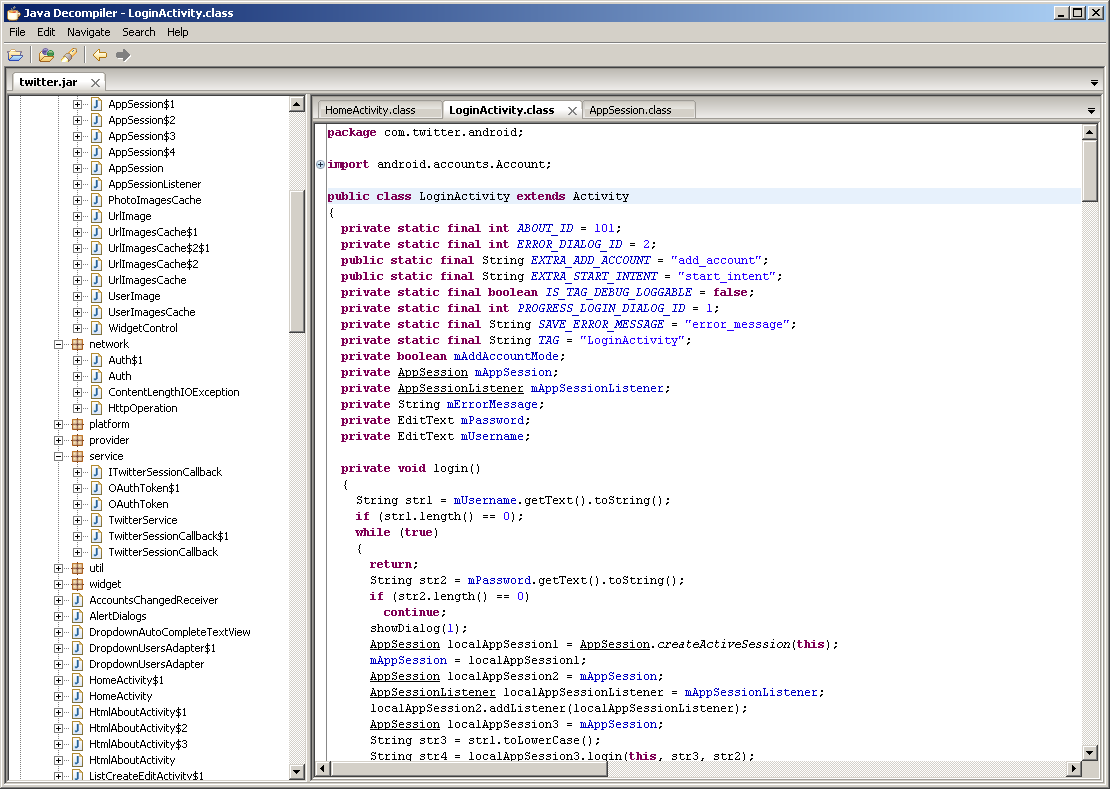 Java Decompiler - LoginActivity.class
File Edit Navigate Search Help
twitter.jar
AppSession$1
AppSession$2
AppSession$3
AppSession$4
AppSession
AppSessionListener
PhotoImagesCache
UrlImage
UrlImagesCache$1
UrlImagesCache$2$1
UrlImagesCache$2
UrlImagesCache
UserImage
UserImagesCache
WidgetControl
network
Auth$1
Auth
ContentLengthIOException
HttpOperation
platform
provider
service
ITwitterSessionCallback
OAuthToken$1
OAuthToken
TwitterService
TwitterSessionCallback$1
TwitterSessionCallback
util
widget
AccountsChangedReceiver
AlertDialogs
DropdownAutoCompleteTextView
DropdownUsersAdapter$1
DropdownUsersAdapter
HomeActivity$1
HomeActivity
HtmlAboutActivity$1
HtmlAboutActivity$2
HtmlAboutActivity$3
HtmlAboutActivity
ListCreateEditActivity$1
HomeActivity.class LoginActivity.class AppSession.class
package com.twitter.android;
import android.accounts.Account;
public class LoginActivity extends Activity
{
private static final int ABOUT_ID = 101;
private static final int ERROR_DIALOG_ID = 2;
public static final String EXTRA_ADD_ACCOUNT = "add_account";
public static final String EXTRA_START_INTENT = "start_intent";
private static final boolean IS_TAG_DEBUG_LOGGABLE = false;
private static final int PROGRESS_LOGIN_DIALOG_ID = 1;
private static final String SAVE_ERROR_MESSAGE = "error_message";
private static final String TAG = "LoginActivity";
private boolean mAddAccountMode;
private AppSession mAppSession;
private AppSessionListener mAppSessionListener;
private String mErrorMessage;
private EditText mPassword;
private EditText mUsername;
private void login()
{
String str1 = mUsername.getText().toString();
if (str1.length() == 0);
while (true)
{
return;
String str2 = mPassword.getText().toString();
if (str2.length() == 0)
continue;
showDialog(1);
AppSession localAppSession1 = AppSession.createActiveSession(this);
mAppSession = localAppSession1;
AppSession localAppSession2 = mAppSession;
AppSessionListener localAppSessionListener = mAppSessionListener;
localAppSession2.addListener(localAppSessionListener);
AppSession localAppSession3 = mAppSession;
String str3 = str1.toLowerCase();
String str4 = localAppSession3.login(this, str3, str2);